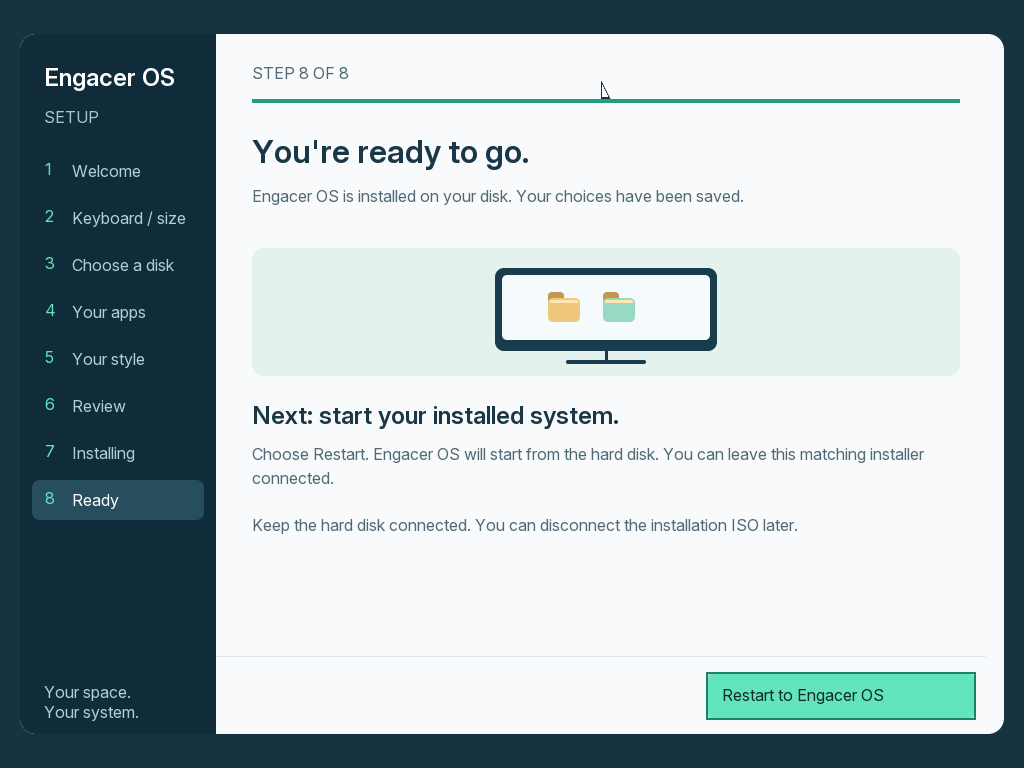 Engacer OS
SETUP
1 Welcome
2 Keyboard / size
3 Choose a disk
4 Your apps
5 Your style
6 Review
7 Installing
8 Ready
Your space.
Your system.
STEP 8 OF 8
You're ready to go.
Engacer OS is installed on your disk. Your choices have been saved.
Next: start your installed system.
Choose Restart. Engacer OS will start from the hard disk. You can leave this matching installer
connected.
Keep the hard disk connected. You can disconnect the installation ISO later.
Restart to Engacer OS